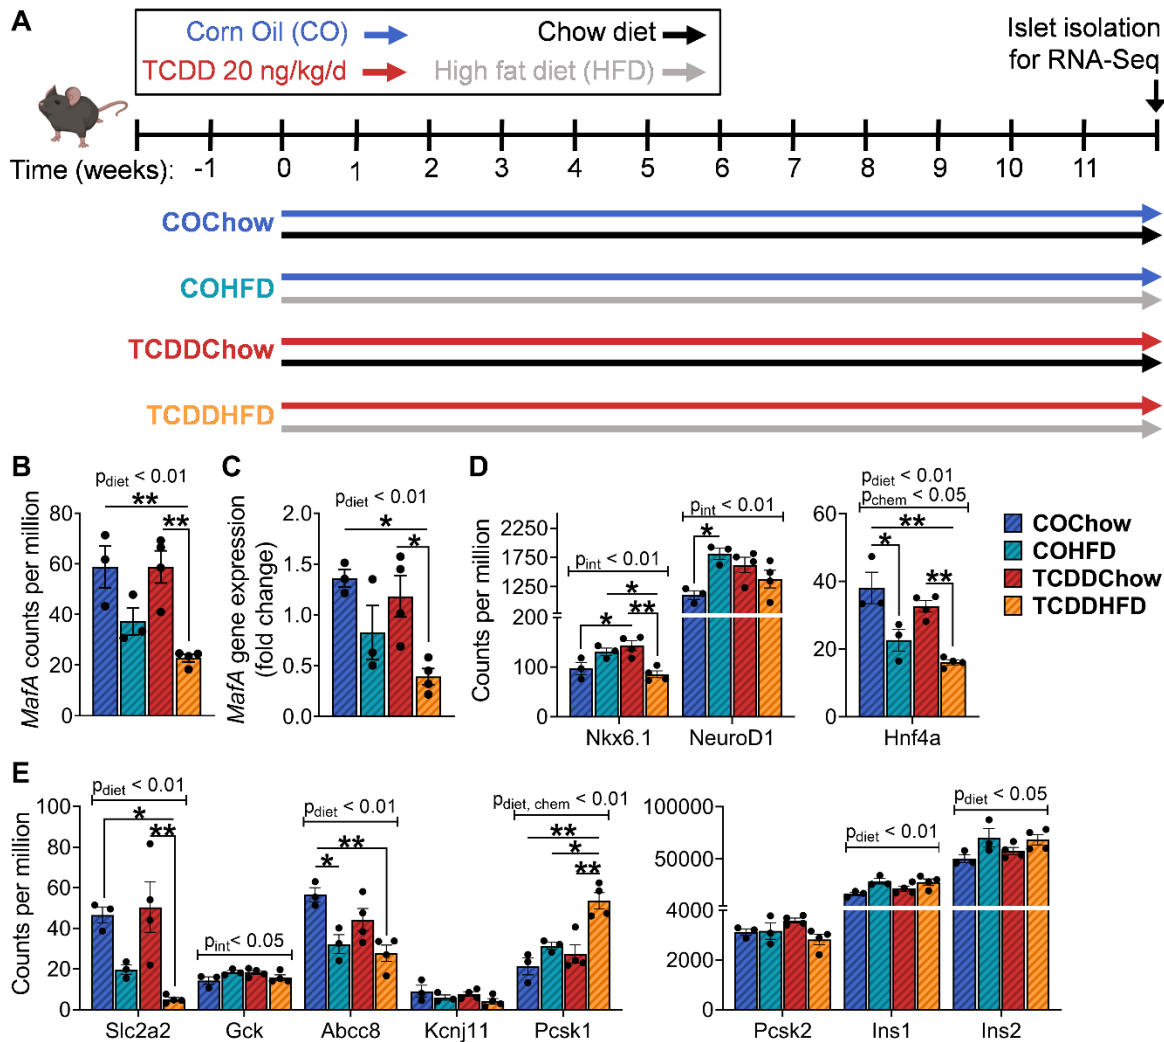 A
Corn Oil (CO)
Chow diet
TCDD 20 ng/kg/d
High fat diet (HFD)
Islet isolation
for RNA-Seq
Time (weeks):
-1 0 1 2 3 4 5 6 7 8 9 10 11
COChow
COHFD
TCDDChow
TCDDHFD
B
pdiet < 0.01
**
**
MafA counts per million
80
60
40
20
0
C
pdiet < 0.01
*
*
MafA gene expression
(fold change)
2.0
1.5
1.0
0.5
0.0
D
Counts per million
2250
1750
1250
200
100
0
pint < 0.01
*
**
*
pint < 0.01
*
Nkx6.1
NeuroD1
pdiet < 0.01
pchem < 0.05
**
*
**
60
40
20
0
Hnf4a
COChow
COHFD
TCDDChow
TCDDHFD
E
Counts per million
100
80
60
40
20
0
pdiet < 0.01
*
**
pint < 0.05
pdiet < 0.01
**
*
pdiet, chem < 0.01
**
*
**
Slc2a2
Gck
Abcc8
Kcnj11
Pcsk1
100000
50000
4000
2000
0
pdiet < 0.01
pdiet < 0.05
Pcsk2
Ins1
Ins2